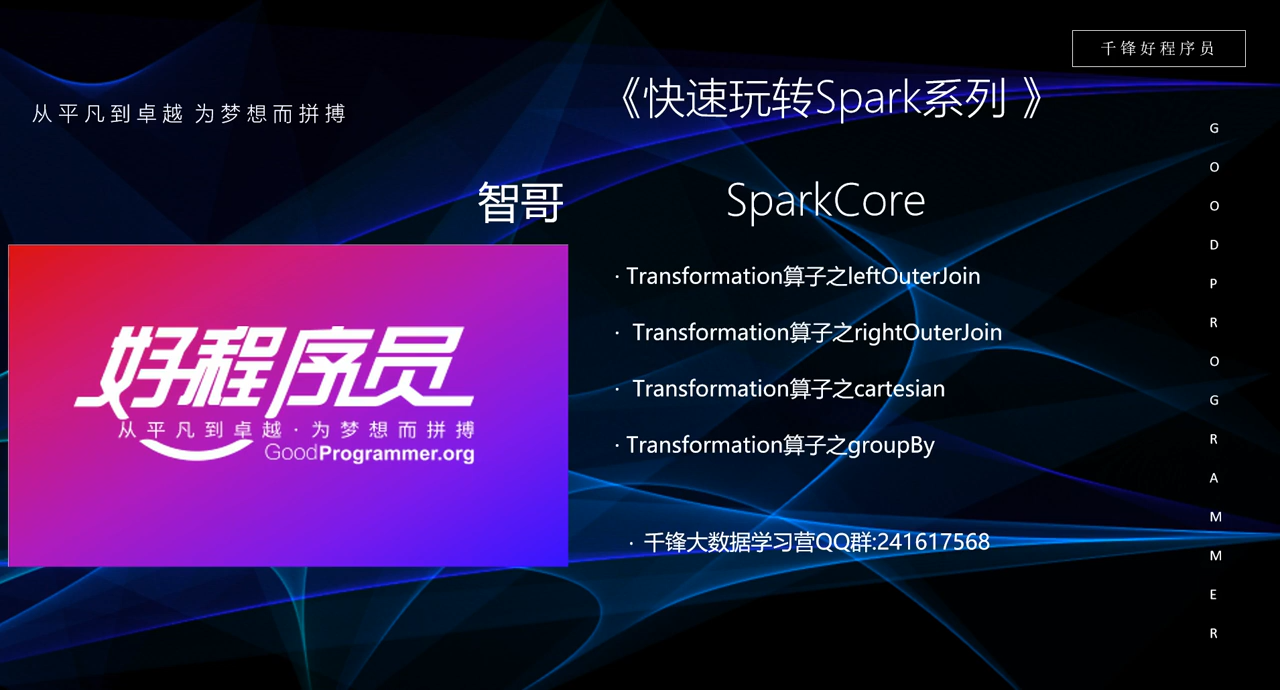 千锋好程序员
从平凡到卓越 为梦想而拼搏
《快速玩转Spark系列 》
智哥
SparkCore
好程序员
从平凡到卓越·为梦想而拼搏
GoodProgrammer.org
· Transformation算子之leftOuterJoin
· Transformation算子之rightOuterJoin
· Transformation算子之cartesian
· Transformation算子之groupBy
· 千锋大数据学习营QQ群:241617568
GOODPROGRAMMER